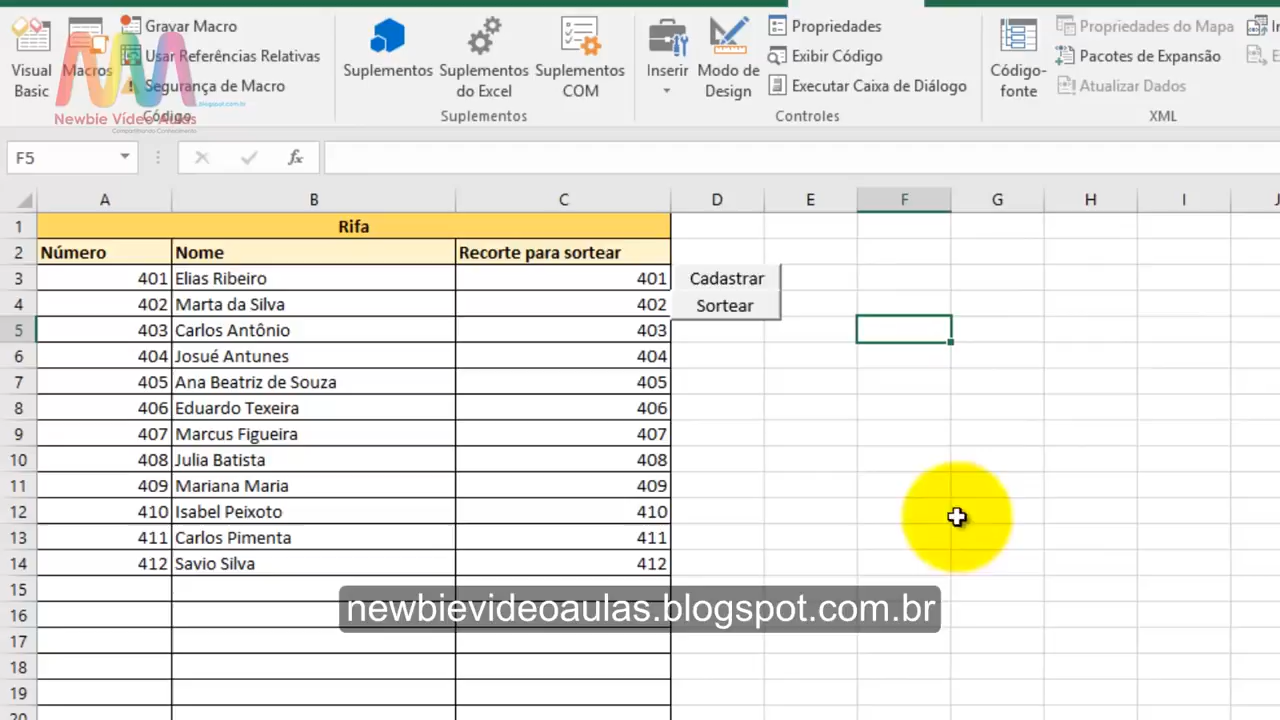 Gravar Macro
Usar Referências Relativas
Segurança de Macro
Visual Basic
Macros
Código
Newbie Vídeo Aulas
.blogspot.com.br
Compartilhando Conhecimento
Suplementos
Suplementos do Excel
Suplementos COM
Suplementos
Inserir
Modo de Design
Propriedades
Exibir Código
Executar Caixa de Diálogo
Controles
Código-fonte
Propriedades do Mapa
Pacotes de Expansão
Atualizar Dados
XML
F5
fx
A B C D E F G H I J
1 Rifa
2 Número Nome Recorte para sortear
3 401 Elias Ribeiro 401 Cadastrar
4 402 Marta da Silva 402 Sortear
5 403 Carlos Antônio 403
6 404 Josué Antunes 404
7 405 Ana Beatriz de Souza 405
8 406 Eduardo Texeira 406
9 407 Marcus Figueira 407
10 408 Julia Batista 408
11 409 Mariana Maria 409
12 410 Isabel Peixoto 410
13 411 Carlos Pimenta 411
14 412 Savio Silva 412
15
newbievideoaulas.blogspot.com.br
16
17
18
19
20